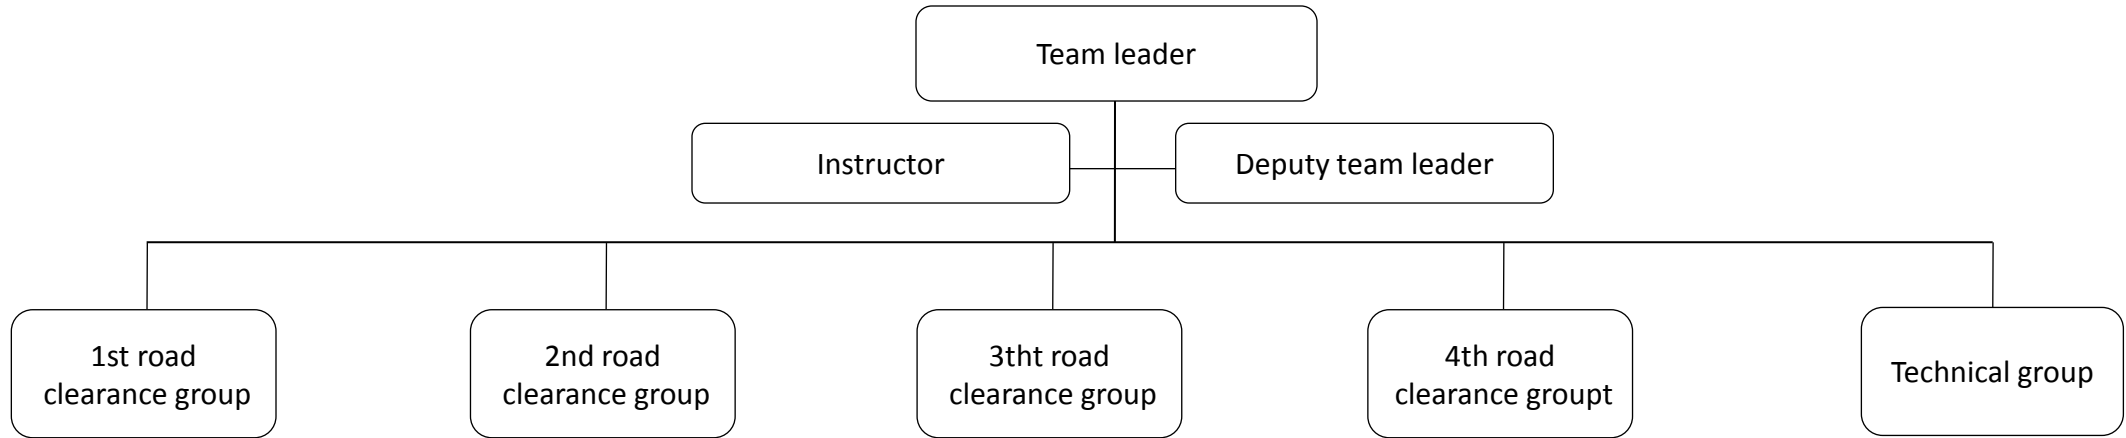 Team leader
Instructor
Deputy team leader
1st road
clearance group
2nd road
clearance group
3tht road
clearance group
4th road
clearance groupt
Technical group